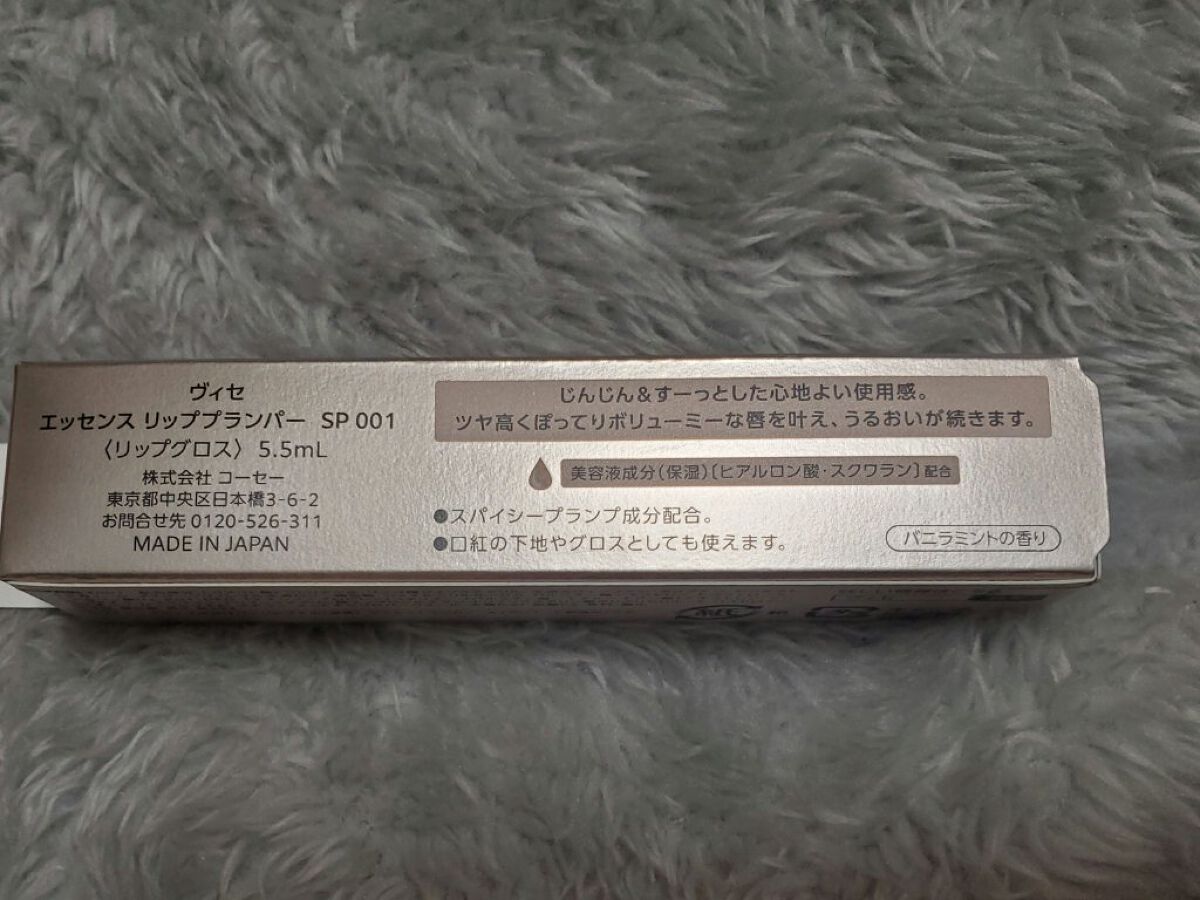 ヴィセ
エッセンス リッププランパー SP 001
〈リップグロス〉 5.5mL
株式会社 コーセー
東京都中央区日本橋3-6-2
お問合せ先 0120-526-311
MADE IN JAPAN
じんじん&すーっとした心地よい使用感。
ツヤ高くぽってりボリューミーな唇を叶え、うるおいが続きます。
美容液成分(保湿)[ヒアルロン酸・スクワラン]配合
●スパイシープランプ成分配合。
●口紅の下地やグロスとしても使えます。
バニラミントの香り